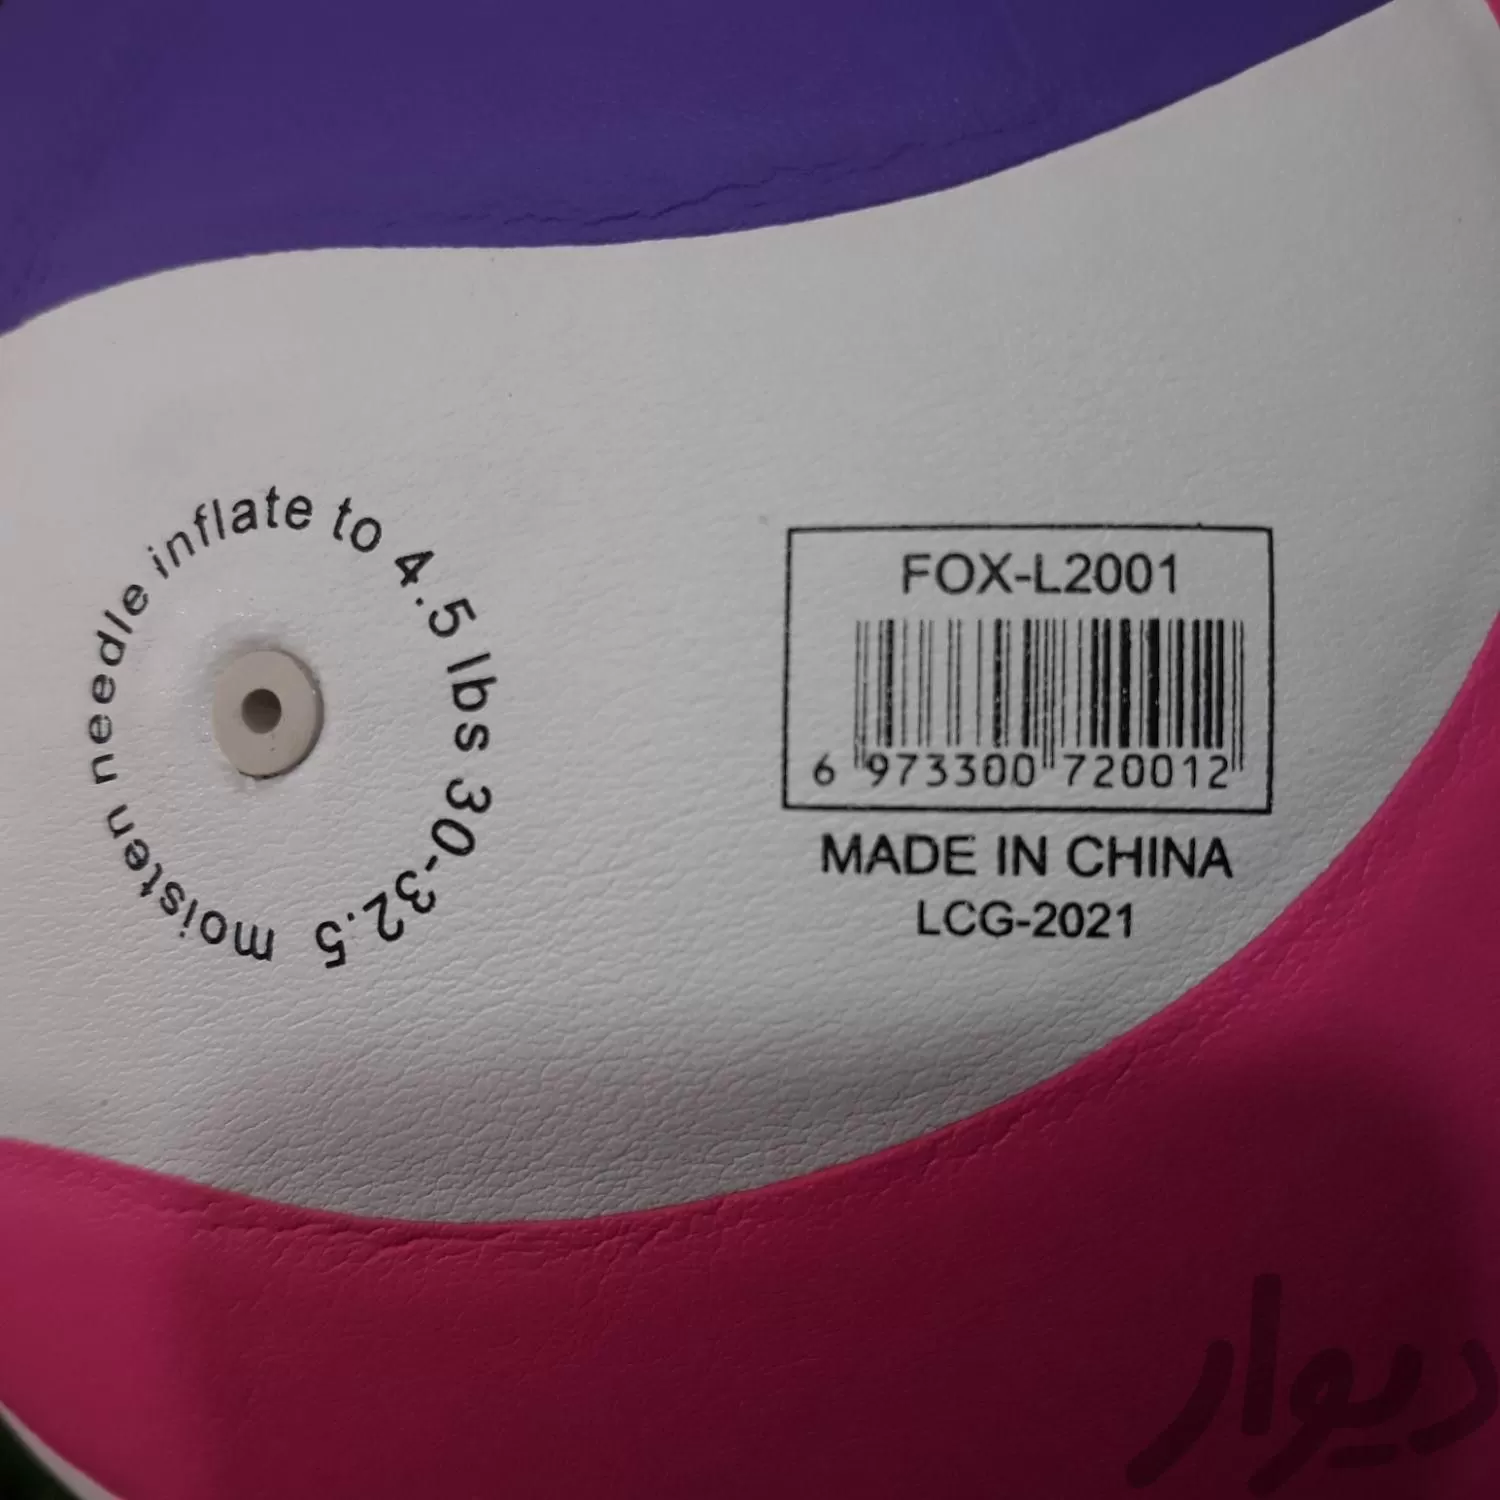 moisten needle inflate to 4.5 lbs 30-32.5
FOX-L2001
6 973300 720012
MADE IN CHINA
LCG-2021
دیوار